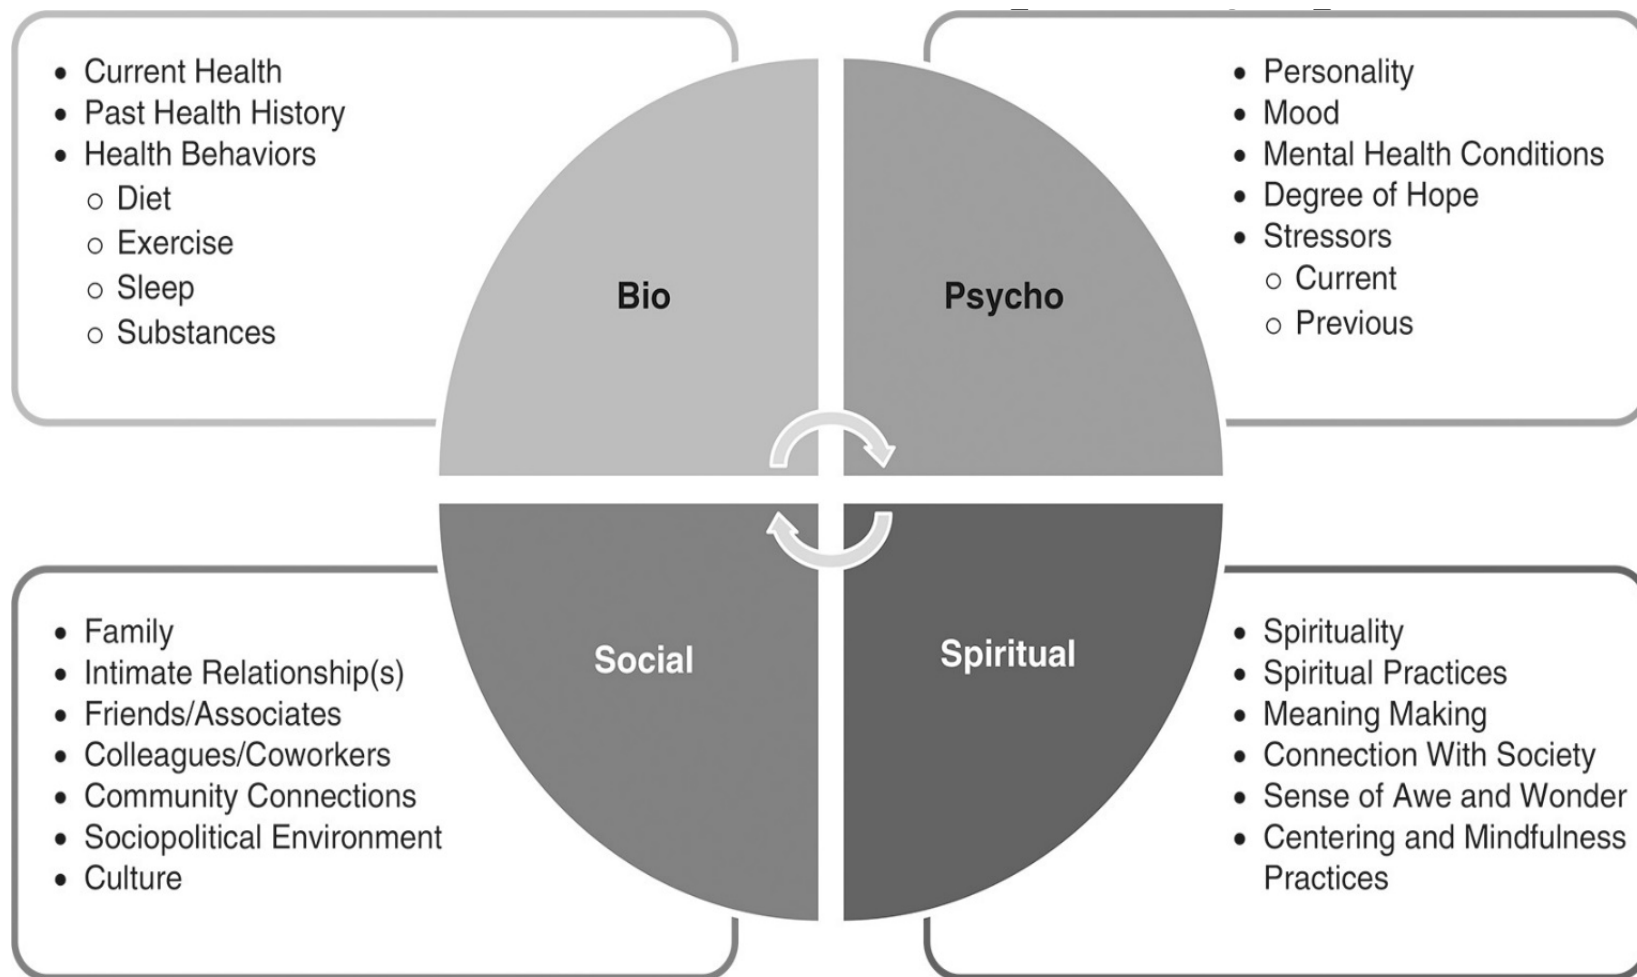 • Current Health
• Past Health History
• Health Behaviors
○ Diet
○ Exercise
○ Sleep
○ Substances
Bio
• Personality
• Mood
• Mental Health Conditions
• Degree of Hope
• Stressors
○ Current
○ Previous
Psycho
• Family
• Intimate Relationship(s)
• Friends/Associates
• Colleagues/Coworkers
• Community Connections
• Sociopolitical Environment
• Culture
Social
Spiritual
• Spirituality
• Spiritual Practices
• Meaning Making
• Connection With Society
• Sense of Awe and Wonder
• Centering and Mindfulness
Practices